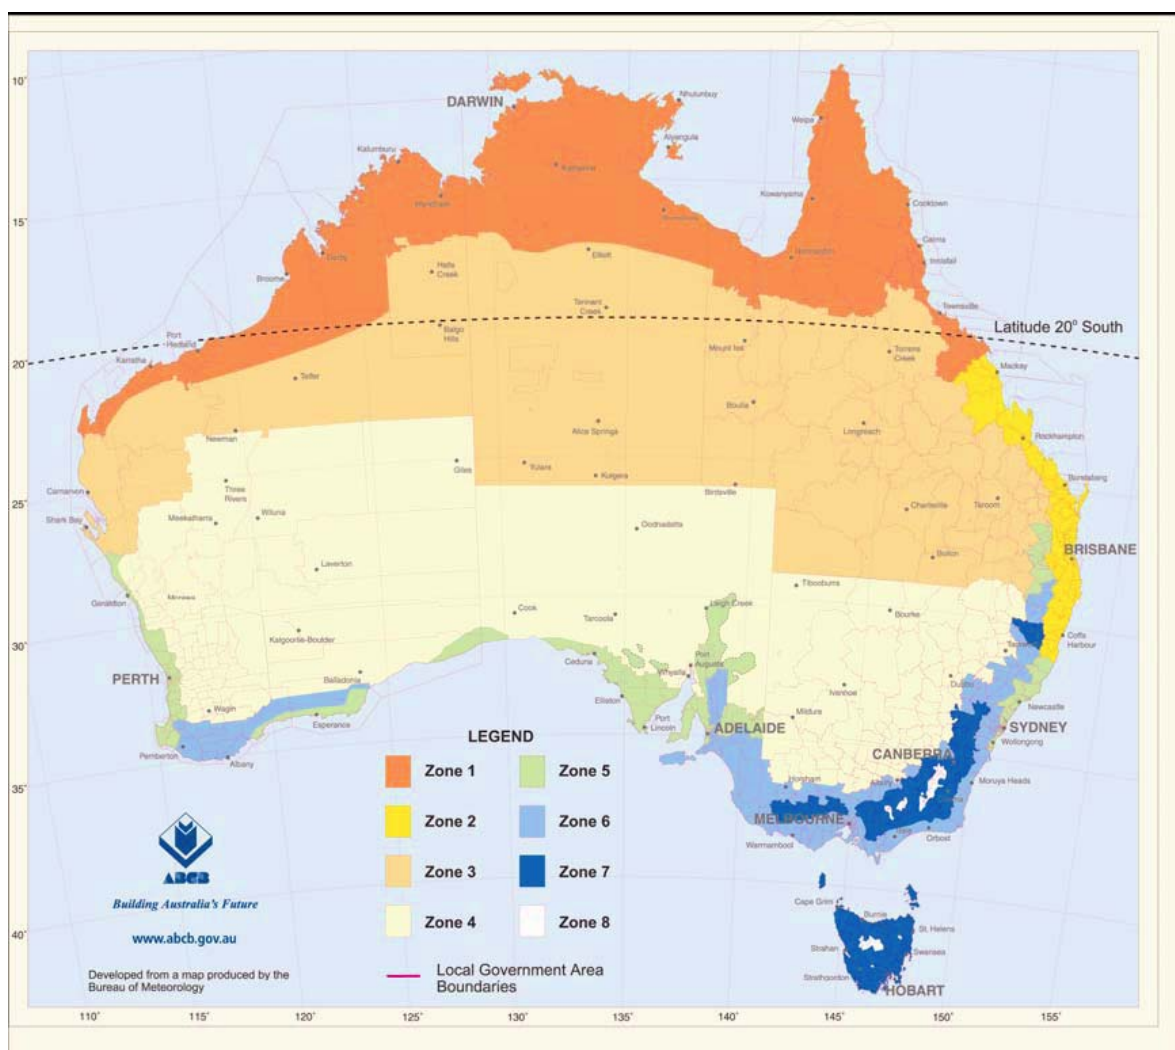 10°
DARWIN
Nhulunbuy
Weipa
Alyangula
Kalumburu
Katherine
Kowanyama
Cooktown
15°
Wyndham
Cairns
Innisfail
Derby
Elliott
Broome
Halls
Creek
Tennant
Creek
Townsville
Latitude 20° South
Port
Hedland
Balgo
Hills
Karratha
20°
Mount Isa
Torrens
Creek
Mackay
Telfer
Boulia
Longreach
Newman
Alice Springs
Rockhampton
Giles
Yulara
Kulgera
Birdsville
Carnarvon
Three
Rivers
Bundaberg
25°
Charleville
Taroom
Shark Bay
Meekatharra
Wiluna
Oodnadatta
BRISBANE
Bollon
Laverton
Tibooburra
Geraldton
Morawa
Leigh Creek
Cook
Tarcoola
Bourke
30°
Kalgoorlie-Boulder
Coffs
Harbour
Port
Augusta
Ceduna
Whyalla
PERTH
Balladonia
Dubbo
Elliston
Ivanhoe
Wagin
Esperance
Port
Lincoln
Mildura
Newcastle
ADELAIDE
SYDNEY
Wollongong
Pemberton
Albany
LEGEND
CANBERRA
Zone 1
Zone 5
Horsham
Albury
Moruya Heads
35°
Zone 2
Zone 6
MELBOURNE
Warrnambool
Orbost
Zone 3
Zone 7
ABCB
Building Australia's Future
Zone 4
Zone 8
Cape Grim
Burnie
St. Helens
www.abcb.gov.au
40°
Strahan
Swansea
Developed from a map produced by the
Bureau of Meteorology
Local Government Area
Boundaries
Strathgordon
HOBART
110° 115° 120° 125° 130° 135° 140° 145° 150° 155°